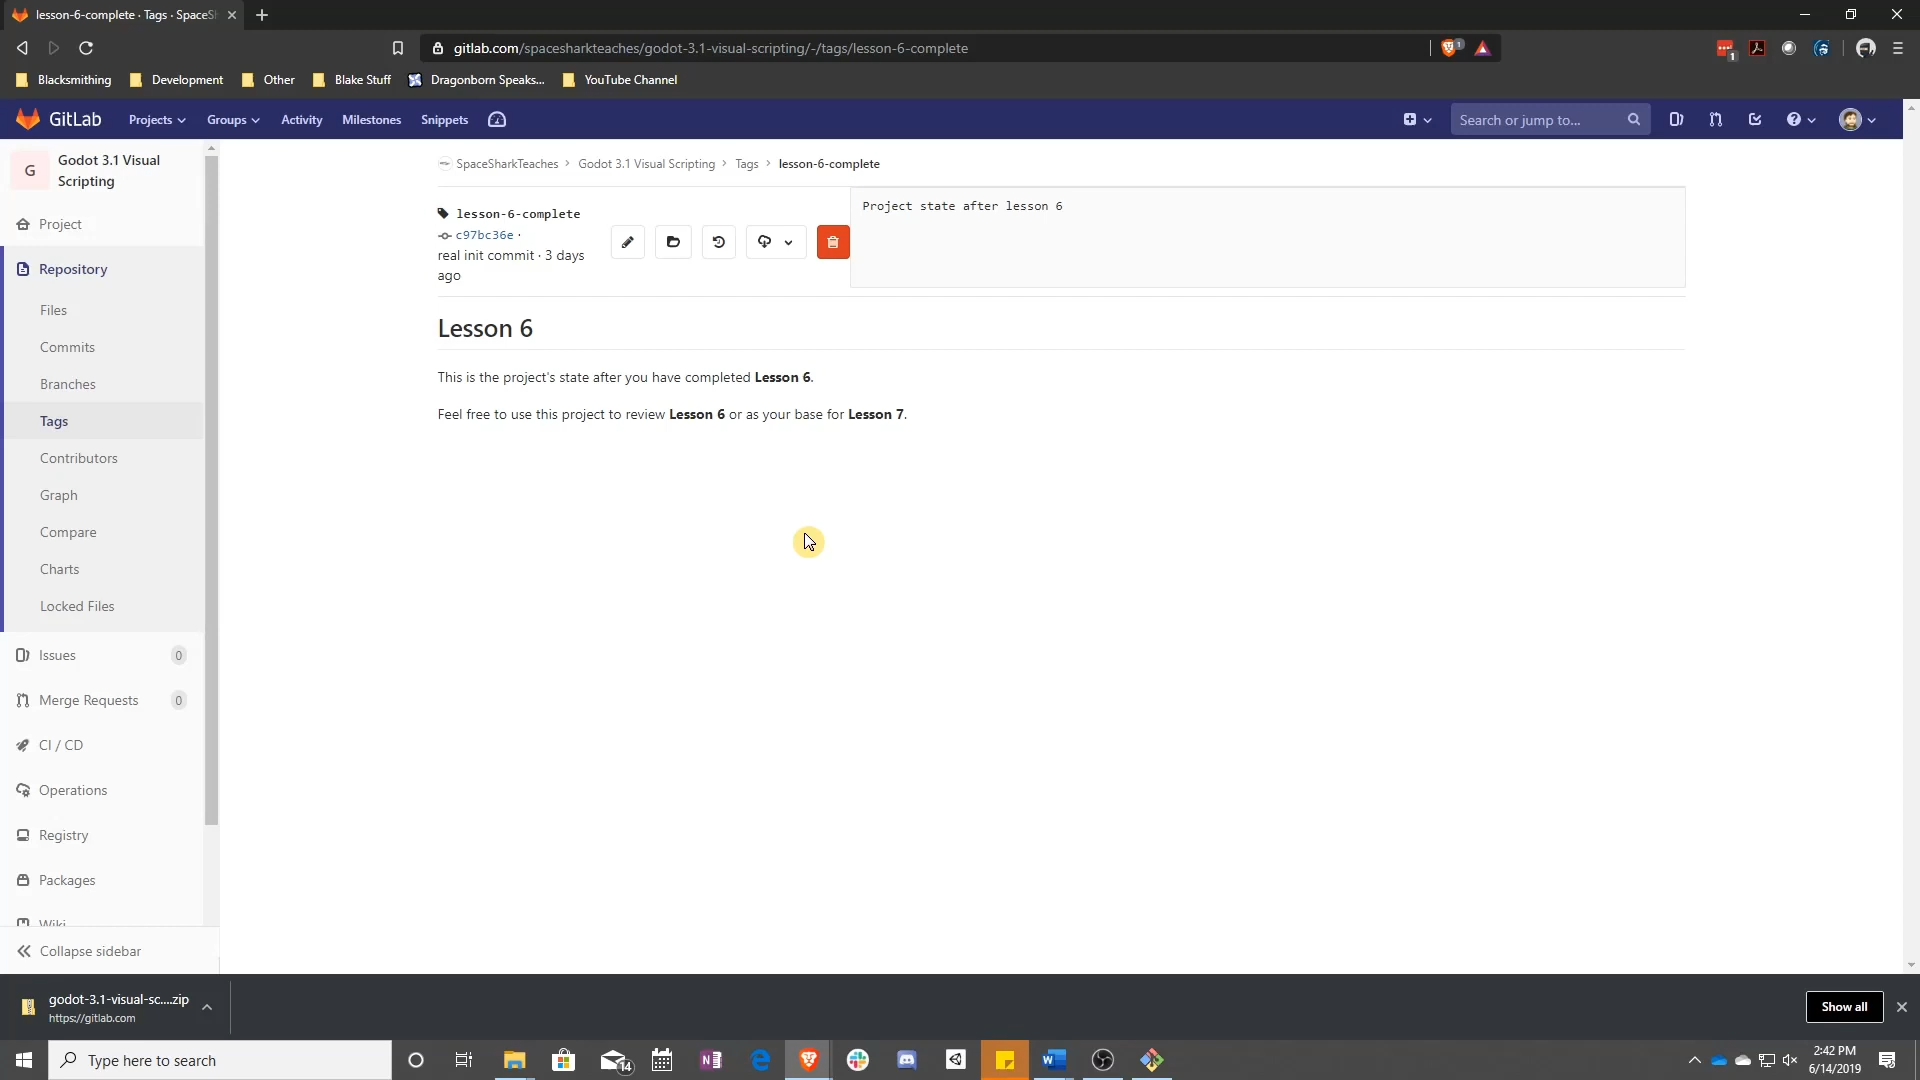 lesson-6-complete · Tags · SpaceSh
gitlab.com/spacesharkteaches/godot-3.1-visual-scripting/-/tags/lesson-6-complete
1
1
Blacksmithing
Development
Other
Blake Stuff
Dragonborn Speaks...
YouTube Channel
GitLab
Projects
Groups
Activity
Milestones
Snippets
Search or jump to...
G
Godot 3.1 Visual
Scripting
Project
Repository
Files
Commits
Branches
Tags
Contributors
Graph
Compare
Charts
Locked Files
Issues
0
Merge Requests
0
CI / CD
Operations
Registry
Packages
Wiki
Collapse sidebar
SpaceSharkTeaches > Godot 3.1 Visual Scripting > Tags > lesson-6-complete
lesson-6-complete
c97bc36e ·
real init commit · 3 days
ago
Project state after lesson 6
Lesson 6
This is the project's state after you have completed Lesson 6.
Feel free to use this project to review Lesson 6 or as your base for Lesson 7.
godot-3.1-visual-sc....zip
https://gitlab.com
Show all
Type here to search
14
2:42 PM
6/14/2019